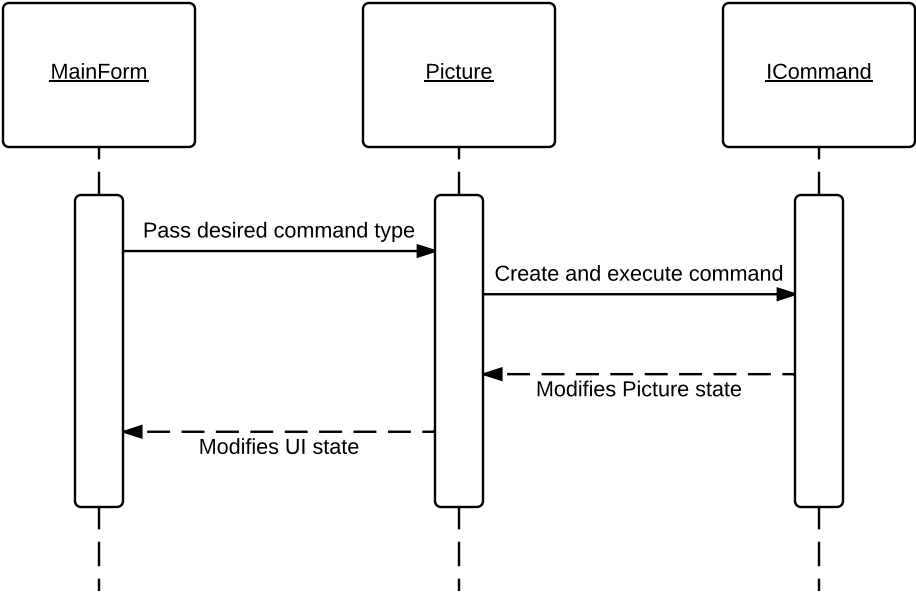 MainForm
Picture
ICommand
Pass desired command type
Create and execute command
Modifies Picture state
Modifies UI state